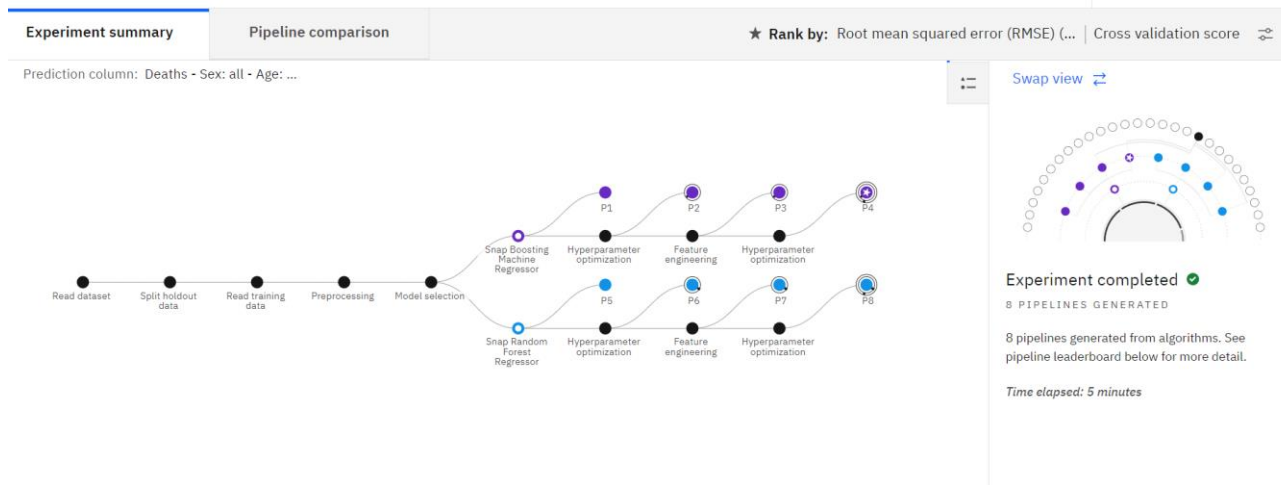 Experiment summary
Pipeline comparison
★ Rank by: Root mean squared error (RMSE) (... | Cross validation score
Prediction column: Deaths - Sex: all - Age: ...
Swap view
P1
P2
P3
P4
Snap Boosting
Machine
Regressor
Hyperparameter
optimization
Feature
engineering
Hyperparameter
optimization
Read dataset
Split holdout
data
Read training
data
Preprocessing
Model selection
P5
P6
P7
P8
Snap Random
Forest
Regressor
Hyperparameter
optimization
Feature
engineering
Hyperparameter
optimization
Experiment completed
8 PIPELINES GENERATED
8 pipelines generated from algorithms. See
pipeline leaderboard below for more detail.
Time elapsed: 5 minutes